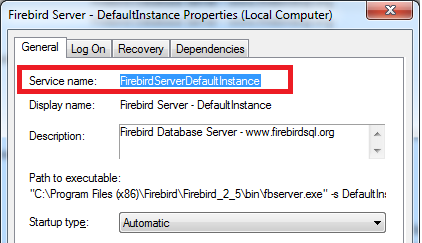 Firebird Server - DefaultInstance Properties (Local Computer)
General Log On Recovery Dependencies
Service name: FirebirdServerDefaultInstance
Display name: Firebird Server - DefaultInstance
Description: Firebird Database Server - www.firebirdsql.org
Path to executable:
"C:\Program Files (x86)\Firebird\Firebird_2_5\bin\fbserver.exe" -s DefaultIns
Startup type: Automatic